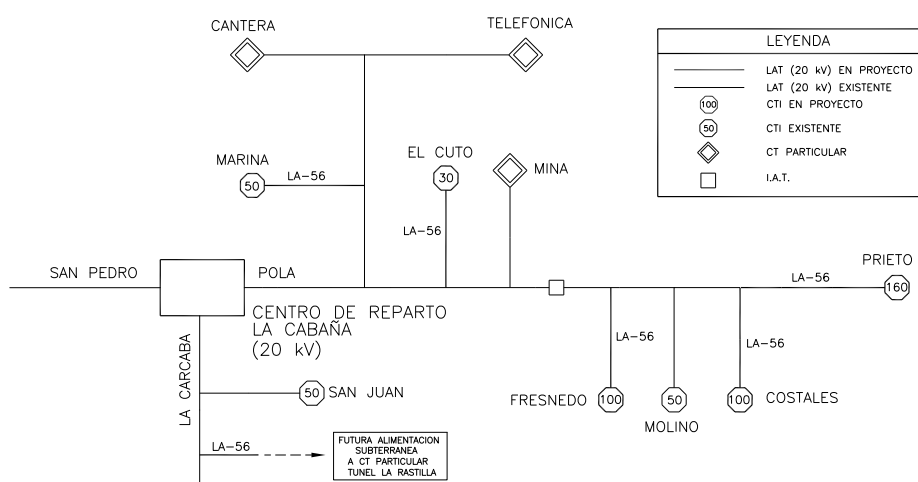 CANTERA
TELEFONICA
LEYENDA
LAT (20 kV) EN PROYECTO
LAT (20 kV) EXISTENTE
100 CTI EN PROYECTO
50 CTI EXISTENTE
CT PARTICULAR
I.A.T.
MARINA
50
LA-56
EL CUTO
30
LA-56
MINA
SAN PEDRO
POLA
CENTRO DE REPARTO
LA CABAÑA
(20 kV)
LA-56
PRIETO
160
LA-56
LA-56
FRESNEDO 100
50
MOLINO
100 COSTALES
LA CARCABA
50 SAN JUAN
LA-56
FUTURA ALIMENTACION
SUBTERRANEA
A CT PARTICULAR
TUNEL LA RASTILLA